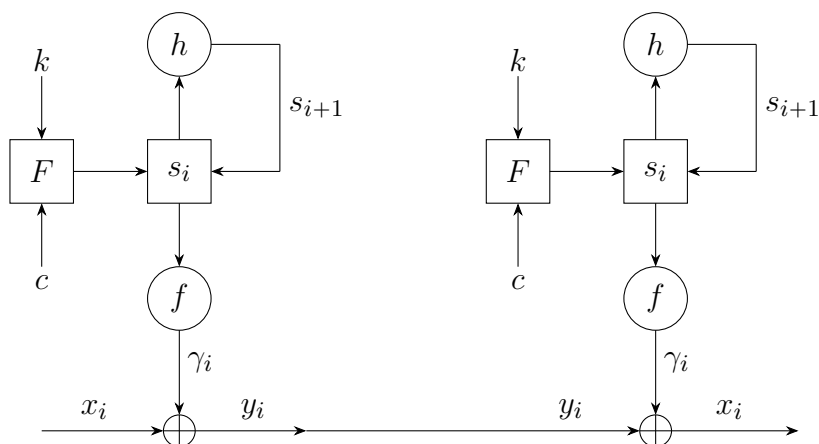 h h
k k
s_{i+1} s_{i+1}
F s_i F s_i
c c
f f
γ_i γ_i
x_i y_i y_i x_i